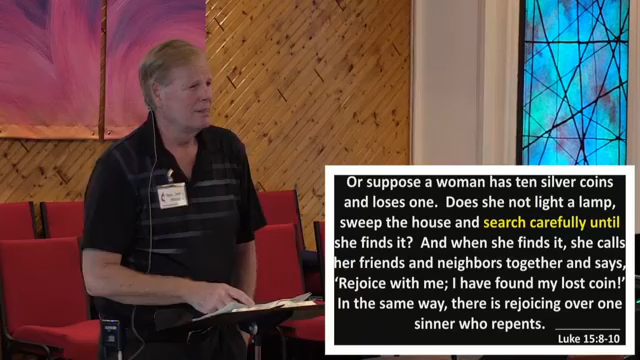 Or suppose a woman has ten silver coins
and loses one.  Does she not light a lamp,
sweep the house and search carefully until
she finds it?  And when she finds it, she calls
her friends and neighbors together and says,
‘Rejoice with me; I have found my lost coin!’
In the same way, there is rejoicing over one
sinner who repents.
Luke 15:8-10